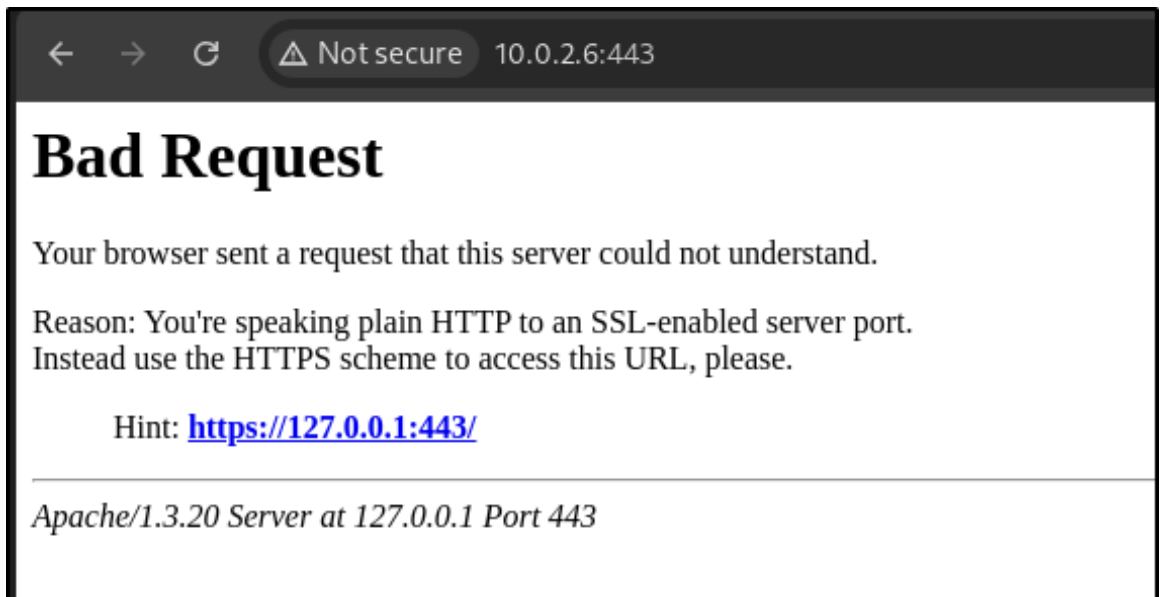 Not secure 10.0.2.6:443
Bad Request
Your browser sent a request that this server could not understand.
Reason: You're speaking plain HTTP to an SSL-enabled server port.
Instead use the HTTPS scheme to access this URL, please.
Hint: https://127.0.0.1:443/
Apache/1.3.20 Server at 127.0.0.1 Port 443